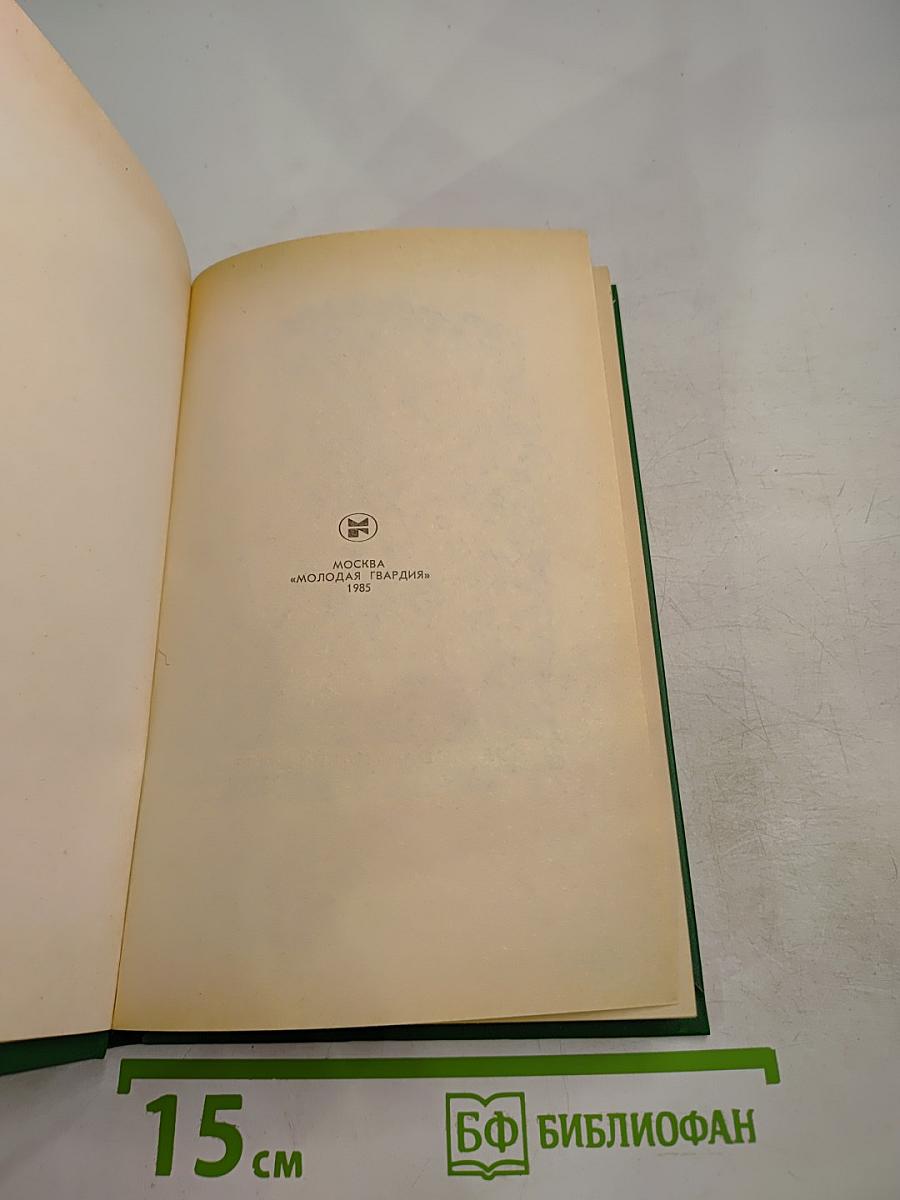 МОСКВА
«МОЛОДАЯ ГВАРДИЯ»
1985
15 см
БФ БИБЛИОФАН